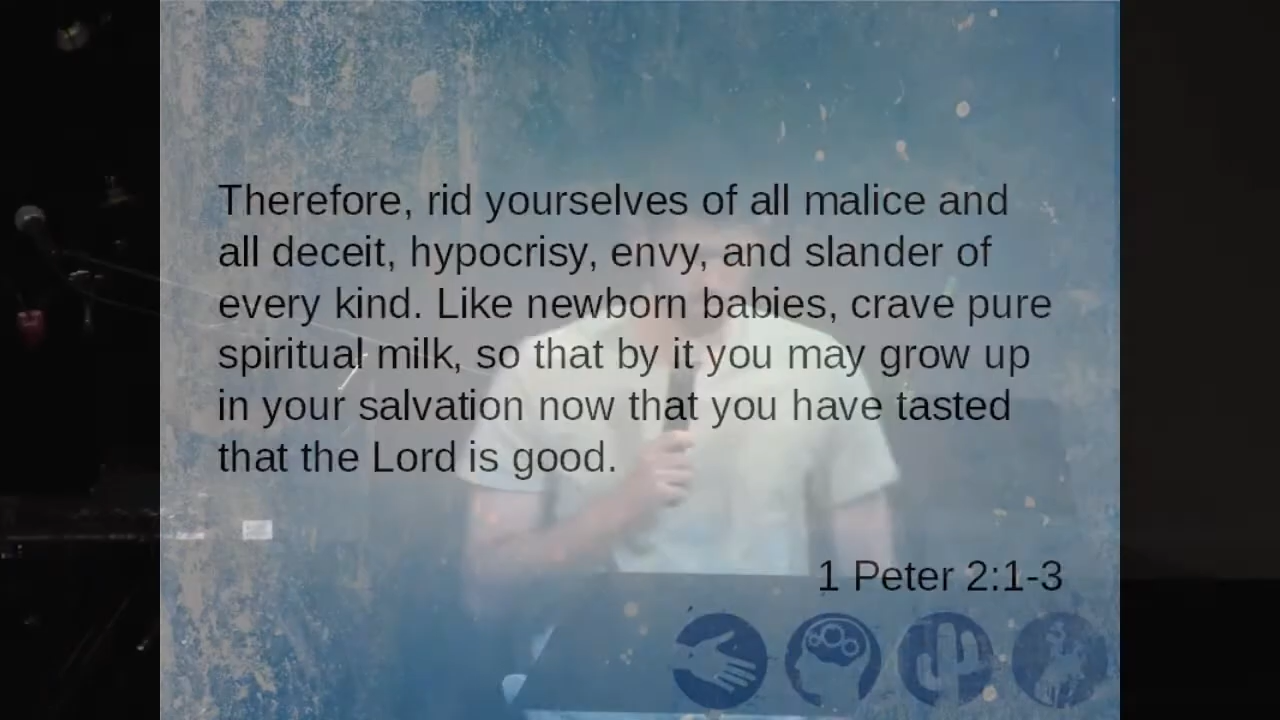 Therefore, rid yourselves of all malice and
all deceit, hypocrisy, envy, and slander of
every kind. Like newborn babies, crave pure
spiritual milk, so that by it you may grow up
in your salvation now that you have tasted
that the Lord is good.
1 Peter 2:1-3